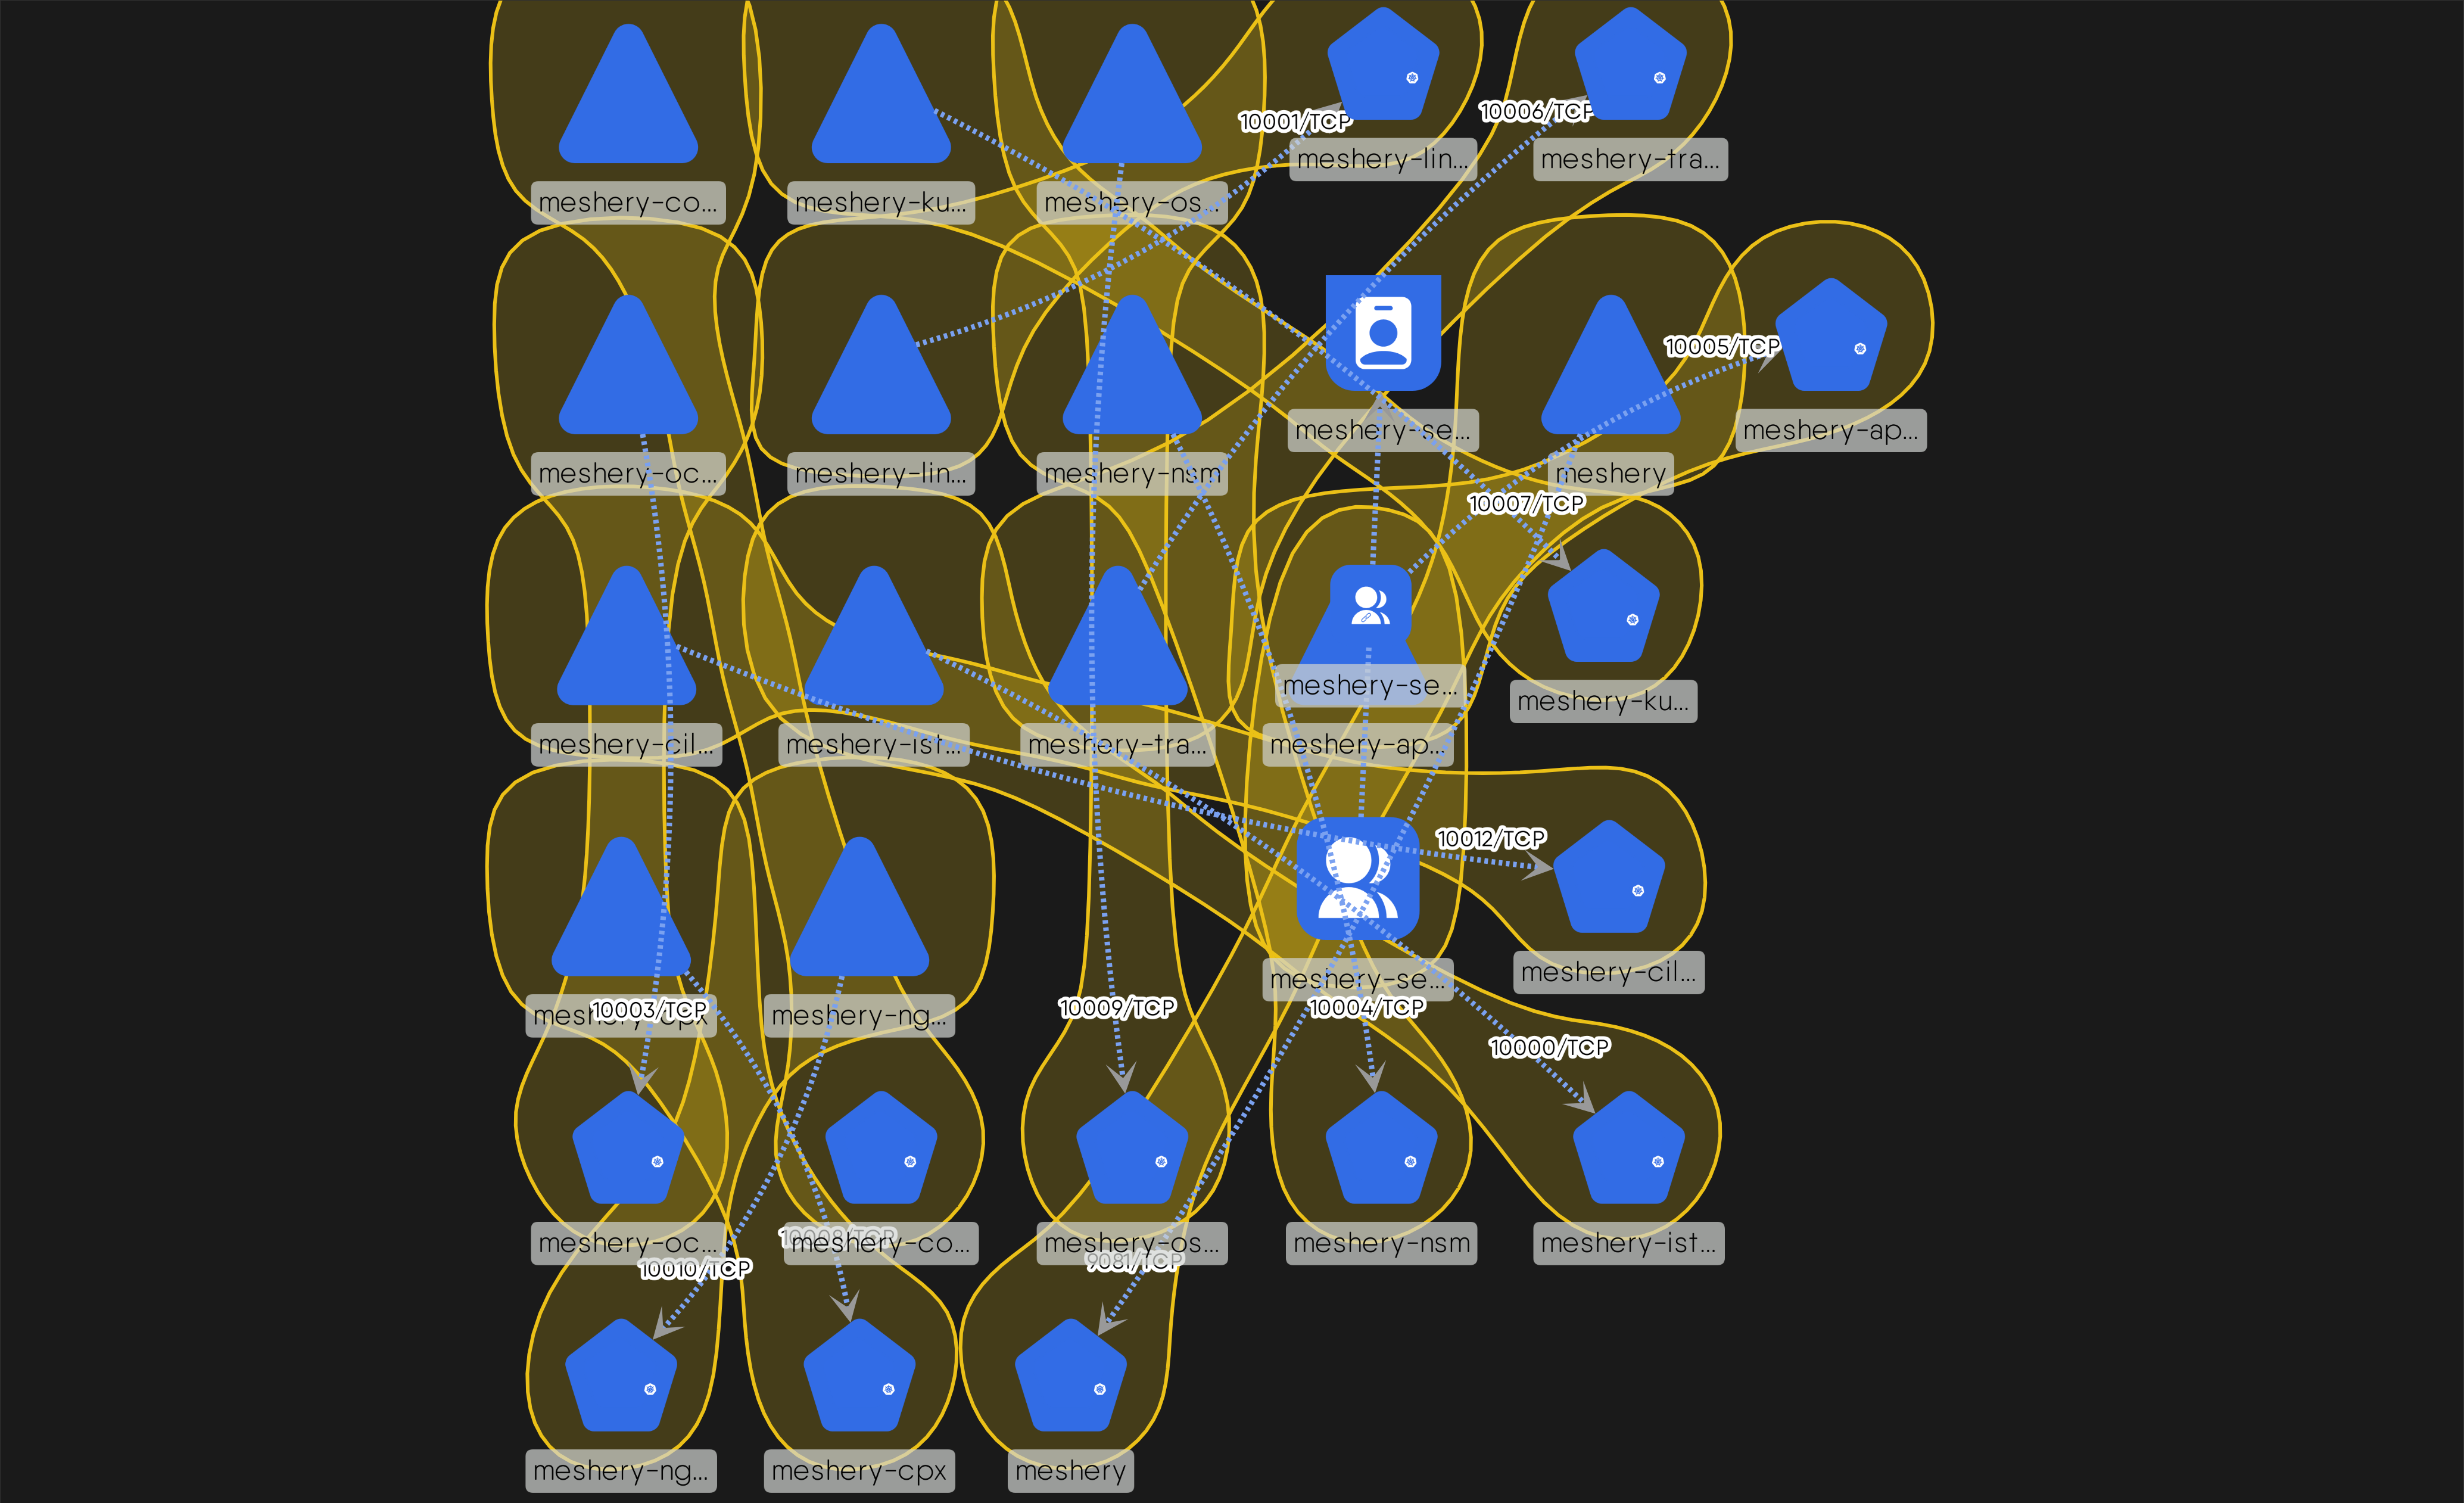 10001/TCP
10006/TCP
meshery-lin...
meshery-tra...
meshery-co...
meshery-ku...
meshery-os...
10005/TCP
meshery-se...
meshery-ap...
meshery-oc...
meshery-lin...
meshery-nsm
meshery
10007/TCP
meshery-se...
meshery-ku...
meshery-cil...
meshery-ist...
meshery-tra...
meshery-ap...
10012/TCP
meshery-cil...
meshery-se...
meshery-cpx
10003/TCP
meshery-ng...
10009/TCP
10004/TCP
10000/TCP
meshery-oc...
10008/TCP
meshery-co...
meshery-os...
meshery-nsm
meshery-ist...
10010/TCP
9081/TCP
meshery-ng...
meshery-cpx
meshery